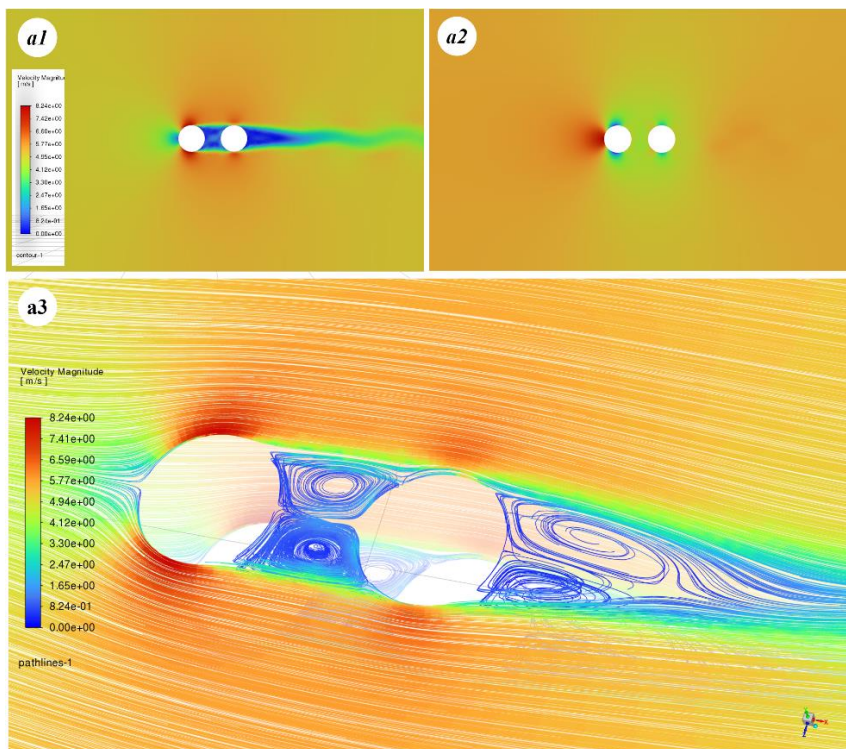 a1
a2
Velocity Magnitude
[ m/s ]
8.24e+00
7.42e+00
6.59e+00
5.77e+00
4.95e+00
4.12e+00
3.30e+00
2.47e+00
1.65e+00
8.24e-01
0.00e+00
contour-1
a3
Velocity Magnitude
[ m/s ]
8.24e+00
7.41e+00
6.59e+00
5.77e+00
4.94e+00
4.12e+00
3.30e+00
2.47e+00
1.65e+00
8.24e-01
0.00e+00
pathlines-1